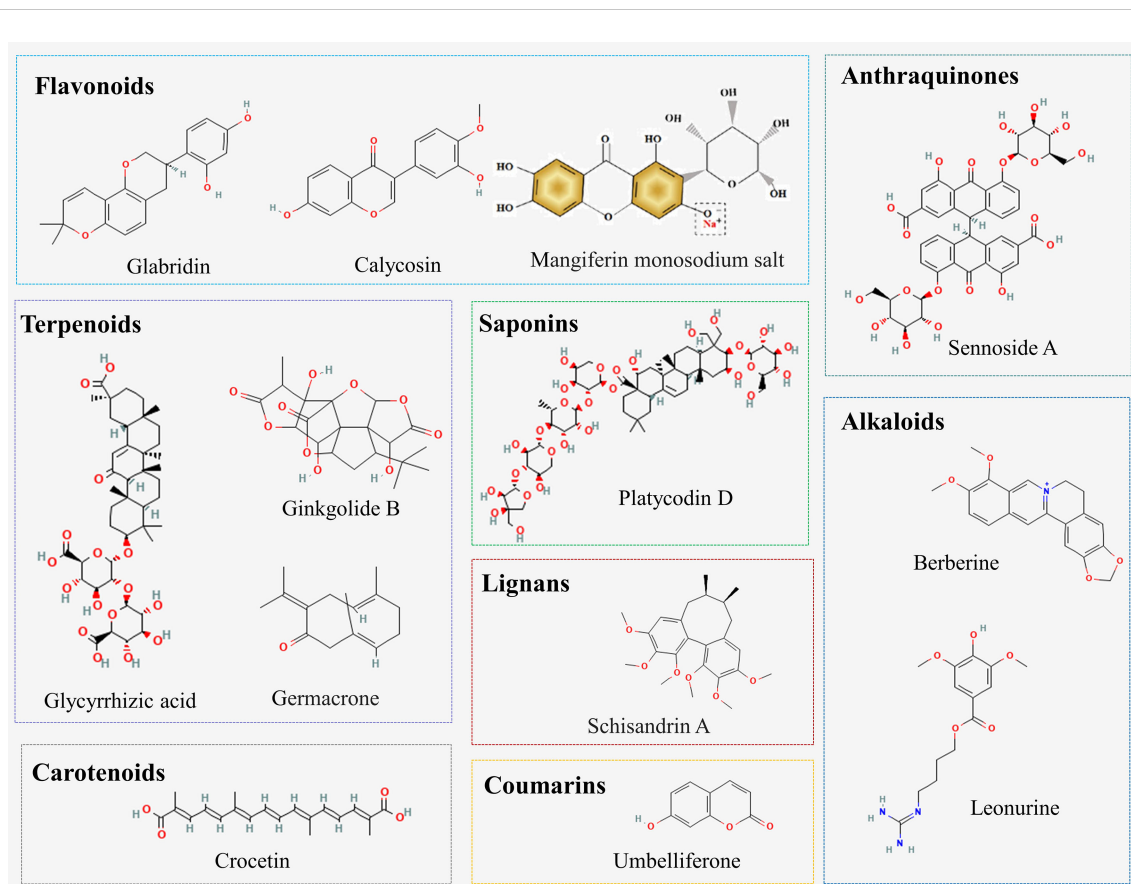 Flavonoids
Glabridin
Calycosin
Mangiferin monosodium salt
Anthraquinones
Sennoside A
Terpenoids
Glycyrrhizic acid
Ginkgolide B
Germacrone
Saponins
Platycodin D
Lignans
Schisandrin A
Alkaloids
Berberine
Leonurine
Carotenoids
Crocetin
Coumarins
Umbelliferone